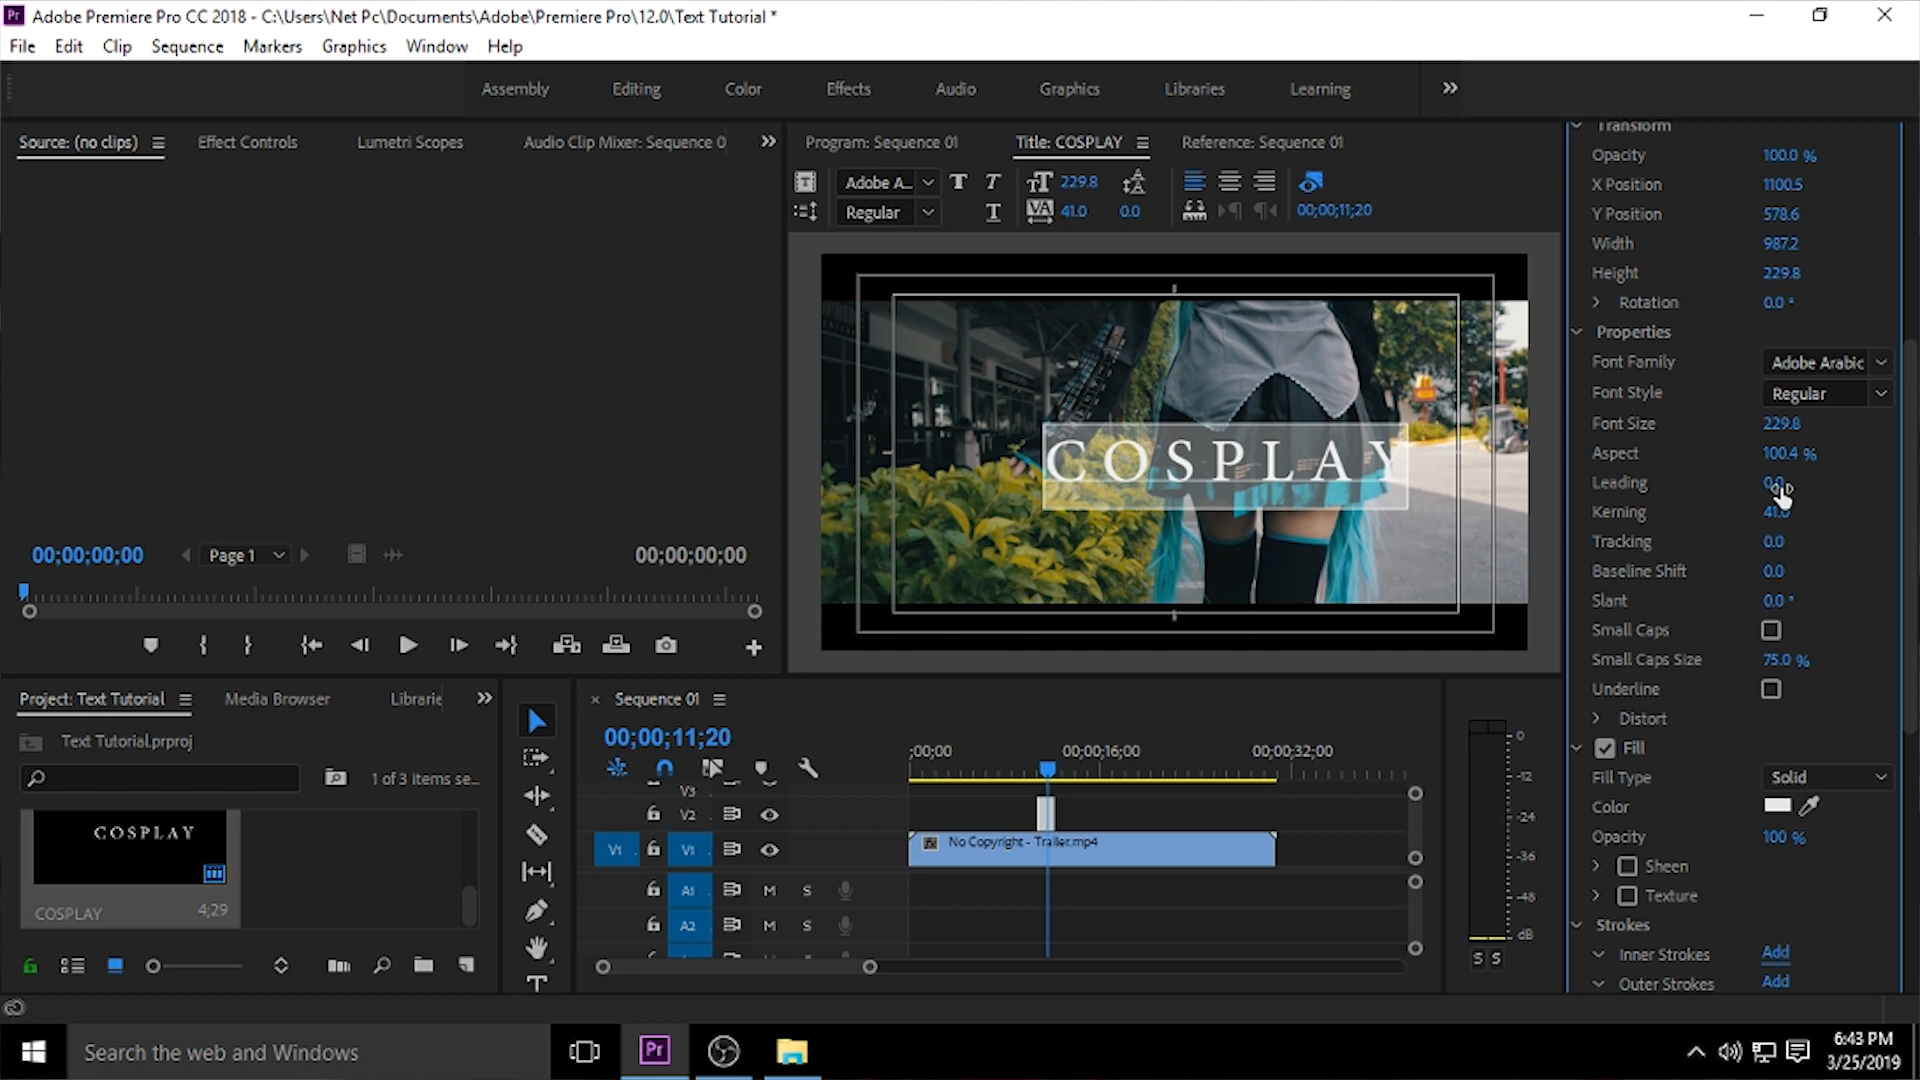 Pr Adobe Premiere Pro CC 2018 - C:\Users\Net Pc\Documents\Adobe\Premiere Pro\12.0\Text Tutorial *
File Edit Clip Sequence Markers Graphics Window Help
Assembly Editing Color Effects Audio Graphics Libraries Learning
Source: (no clips) Effect Controls Lumetri Scopes Audio Clip Mixer: Sequence 0
Program: Sequence 01 Title: COSPLAY Reference: Sequence 01
Adobe A... 229.8
Regular 41.0 0.0 00;00;11;20
COSPLAY
00;00;00;00 Page 1 00;00;00;00
Transform
Opacity 100.0 %
X Position 1100.5
Y Position 578.6
Width 987.2
Height 229.8
Rotation 0.0 °
Properties
Font Family Adobe Arabic
Font Style Regular
Font Size 229.8
Aspect 100.4 %
Leading
Kerning 41.0
Tracking 0.0
Baseline Shift 0.0
Slant 0.0 °
Small Caps
Small Caps Size 75.0 %
Underline
Distort
Fill
Fill Type Solid
Color
Opacity 100 %
Sheen
Texture
Strokes
Inner Strokes Add
Outer Strokes Add
Project: Text Tutorial Media Browser Librarie
Text Tutorial.prproj
1 of 3 items se...
COSPLAY
COSPLAY 4;29
Sequence 01
00;00;11;20
;00;00 00;00;16;00 00;00;32;00
V3
V2
V1 V1 No Copyright - Trailer.mp4
A1 M S
A2 M S
0
-12
-24
-36
-48
dB
S S
Search the web and Windows
Pr
6:43 PM
3/25/2019